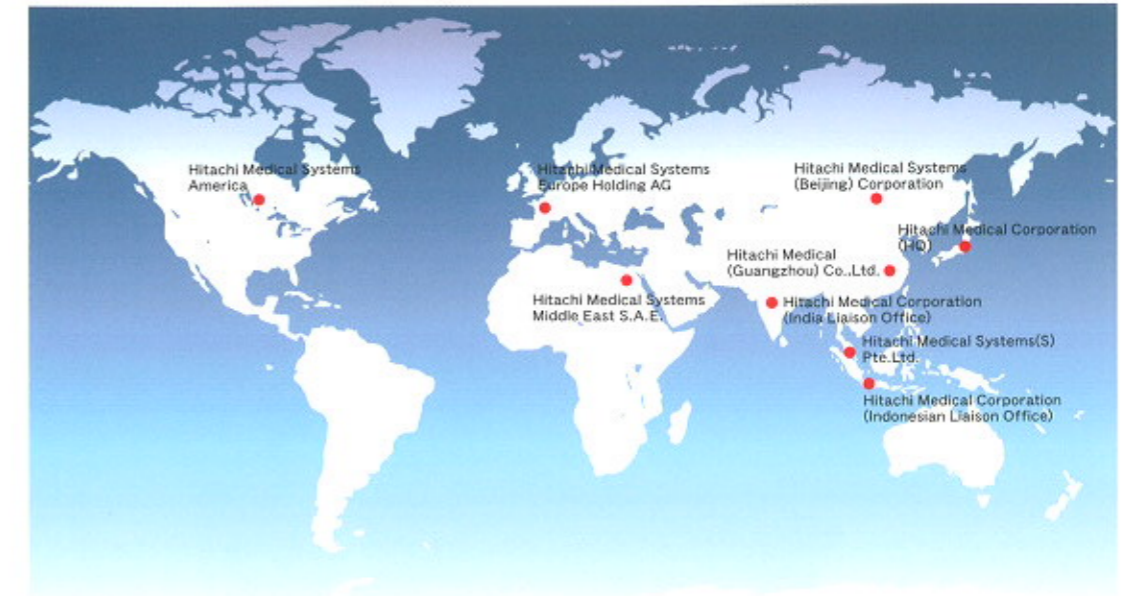 Hitachi Medical Systems
America
Hitachi Medical Systems
Europe Holding AG
Hitachi Medical Systems
(Beijing) Corporation
Hitachi Medical Corporation
(HQ)
Hitachi Medical
(Guangzhou) Co..Ltd.
Hitachi Medical Systems
Middle East S.A.E.
Hitachi Medical Corporation
(India Liaison Office)
Hitachi Medical Systems(S)
Pte.Ltd.
Hitachi Medical Corporation
(Indonesian Liaison Office)